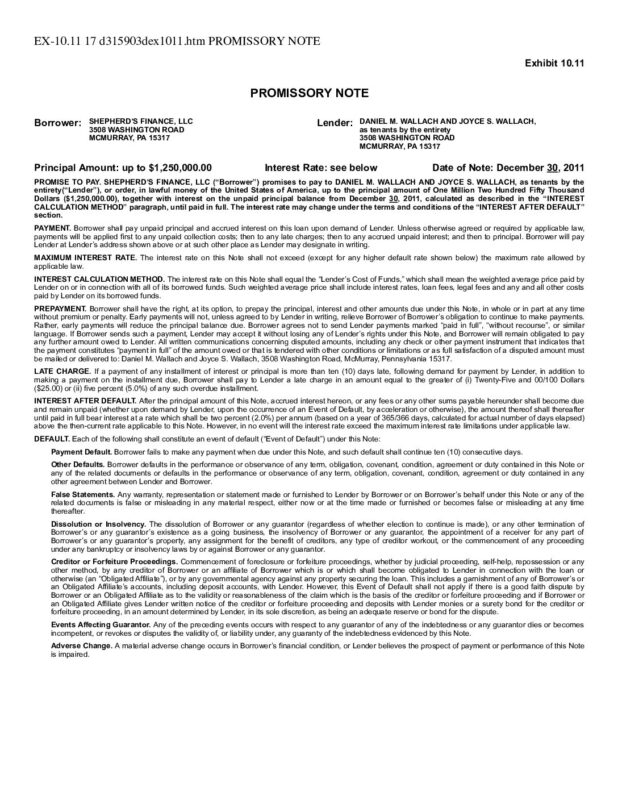 EX-10.11 17 d315903dex1011.htm PROMISSORY NOTE
Exhibit 10.11
PROMISSORY NOTE
Borrower: SHEPHERD'S FINANCE, LLC
3508 WASHINGTON ROAD
MCMURRAY, PA 15317
Lender: DANIEL M. WALLACH AND JOYCE S. WALLACH,
as tenants by the entirety
3508 WASHINGTON ROAD
MCMURRAY, PA 15317
Principal Amount: up to $1,250,000.00 Interest Rate: see below Date of Note: December 30, 2011
PROMISE TO PAY. SHEPHERD'S FINANCE, LLC ("Borrower") promises to pay to DANIEL M. WALLACH AND JOYCE S. WALLACH, as tenants by the
entirety("Lender"), or order, in lawful money of the United States of America, up to the principal amount of One Million Two Hundred Fifty Thousand
Dollars ($1,250,000.00), together with interest on the unpaid principal balance from December 30, 2011, calculated as described in the "INTEREST
CALCULATION METHOD" paragraph, until paid in full. The interest rate may change under the terms and conditions of the "INTEREST AFTER DEFAULT"
section.
PAYMENT. Borrower shall pay unpaid principal and accrued interest on this loan upon demand of Lender. Unless otherwise agreed or required by applicable law,
payments will be applied first to any unpaid collection costs; then to any late charges; then to any accrued unpaid interest; and then to principal. Borrower will pay
Lender at Lender's address shown above or at such other place as Lender may designate in writing.
MAXIMUM INTEREST RATE. The interest rate on this Note shall not exceed (except for any higher default rate shown below) the maximum rate allowed by
applicable law.
INTEREST CALCULATION METHOD. The interest rate on this Note shall equal the "Lender's Cost of Funds," which shall mean the weighted average price paid by
Lender on or in connection with all of its borrowed funds. Such weighted average price shall include interest rates, loan fees, legal fees and any and all other costs
paid by Lender on its borrowed funds.
PREPAYMENT. Borrower shall have the right, at its option, to prepay the principal, interest and other amounts due under this Note, in whole or in part at any time
without premium or penalty. Early payments will not, unless agreed to by Lender in writing, relieve Borrower of Borrower's obligation to continue to make payments.
Rather, early payments will reduce the principal balance due. Borrower agrees not to send Lender payments marked "paid in full", "without recourse", or similar
language. If Borrower sends such a payment, Lender may accept it without losing any of Lender's rights under this Note, and Borrower will remain obligated to pay
any further amount owed to Lender. All written communications concerning disputed amounts, including any check or other payment instrument that indicates that
the payment constitutes "payment in full" of the amount owed or that is tendered with other conditions or limitations or as full satisfaction of a disputed amount must
be mailed or delivered to: Daniel M. Wallach and Joyce S. Wallach, 3508 Washington Road, McMurray, Pennsylvania 15317.
LATE CHARGE. If a payment of any installment of interest or principal is more than ten (10) days late, following demand for payment by Lender, in addition to
making a payment on the installment due, Borrower shall pay to Lender a late charge in an amount equal to the greater of (i) Twenty-Five and 00/100 Dollars
($25.00) or (ii) five percent (5.0%) of any such overdue installment.
INTEREST AFTER DEFAULT. After the principal amount of this Note, accrued interest hereon, or any fees or any other sums payable hereunder shall become due
and remain unpaid (whether upon demand by Lender, upon the occurrence of an Event of Default, by acceleration or otherwise), the amount thereof shall thereafter
until paid in full bear interest at a rate which shall be two percent (2.0%) per annum (based on a year of 365/366 days, calculated for actual number of days elapsed)
above the then-current rate applicable to this Note. However, in no event will the interest rate exceed the maximum interest rate limitations under applicable law.
DEFAULT. Each of the following shall constitute an event of default ("Event of Default") under this Note:
Payment Default. Borrower fails to make any payment when due under this Note, and such default shall continue ten (10) consecutive days.
Other Defaults. Borrower defaults in the performance or observance of any term, obligation, covenant, condition, agreement or duty contained in this Note or
any of the related documents or defaults in the performance or observance of any term, obligation, covenant, condition, agreement or duty contained in any
other agreement between Lender and Borrower.
False Statements. Any warranty, representation or statement made or furnished to Lender by Borrower or on Borrower's behalf under this Note or any of the
related documents is false or misleading in any material respect, either now or at the time made or furnished or becomes false or misleading at any time
thereafter.
Dissolution or Insolvency. The dissolution of Borrower or any guarantor (regardless of whether election to continue is made), or any other termination of
Borrower's or any guarantor's existence as a going business, the insolvency of Borrower or any guarantor, the appointment of a receiver for any part of
Borrower's or any guarantor's property, any assignment for the benefit of creditors, any type of creditor workout, or the commencement of any proceeding
under any bankruptcy or insolvency laws by or against Borrower or any guarantor.
Creditor or Forfeiture Proceedings. Commencement of foreclosure or forfeiture proceedings, whether by judicial proceeding, self-help, repossession or any
other method, by any creditor of Borrower or an affiliate of Borrower which is or which shall become obligated to Lender in connection with the loan or
otherwise (an "Obligated Affiliate"), or by any governmental agency against any property securing the loan. This includes a garnishment of any of Borrower's or
an Obligated Affiliate's accounts, including deposit accounts, with Lender. However, this Event of Default shall not apply if there is a good faith dispute by
Borrower or an Obligated Affiliate as to the validity or reasonableness of the claim which is the basis of the creditor or forfeiture proceeding and if Borrower or
an Obligated Affiliate gives Lender written notice of the creditor or forfeiture proceeding and deposits with Lender monies or a surety bond for the creditor or
forfeiture proceeding, in an amount determined by Lender, in its sole discretion, as being an adequate reserve or bond for the dispute.
Events Affecting Guarantor. Any of the preceding events occurs with respect to any guarantor of any of the indebtedness or any guarantor dies or becomes
incompetent, or revokes or disputes the validity of, or liability under, any guaranty of the indebtedness evidenced by this Note.
Adverse Change. A material adverse change occurs in Borrower's financial condition, or Lender believes the prospect of payment or performance of this Note
is impaired.